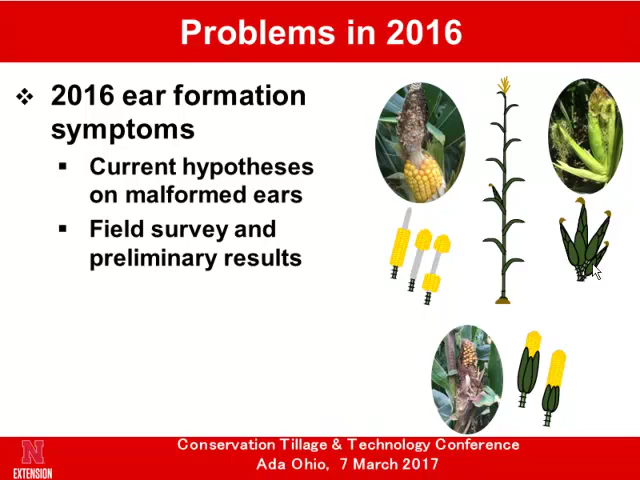 Problems in 2016
❖ 2016 ear formation
symptoms
▪ Current hypotheses
on malformed ears
▪ Field survey and
preliminary results
N
EXTENSION
Conservation Tillage & Technology Conference
Ada Ohio, 7 March 2017